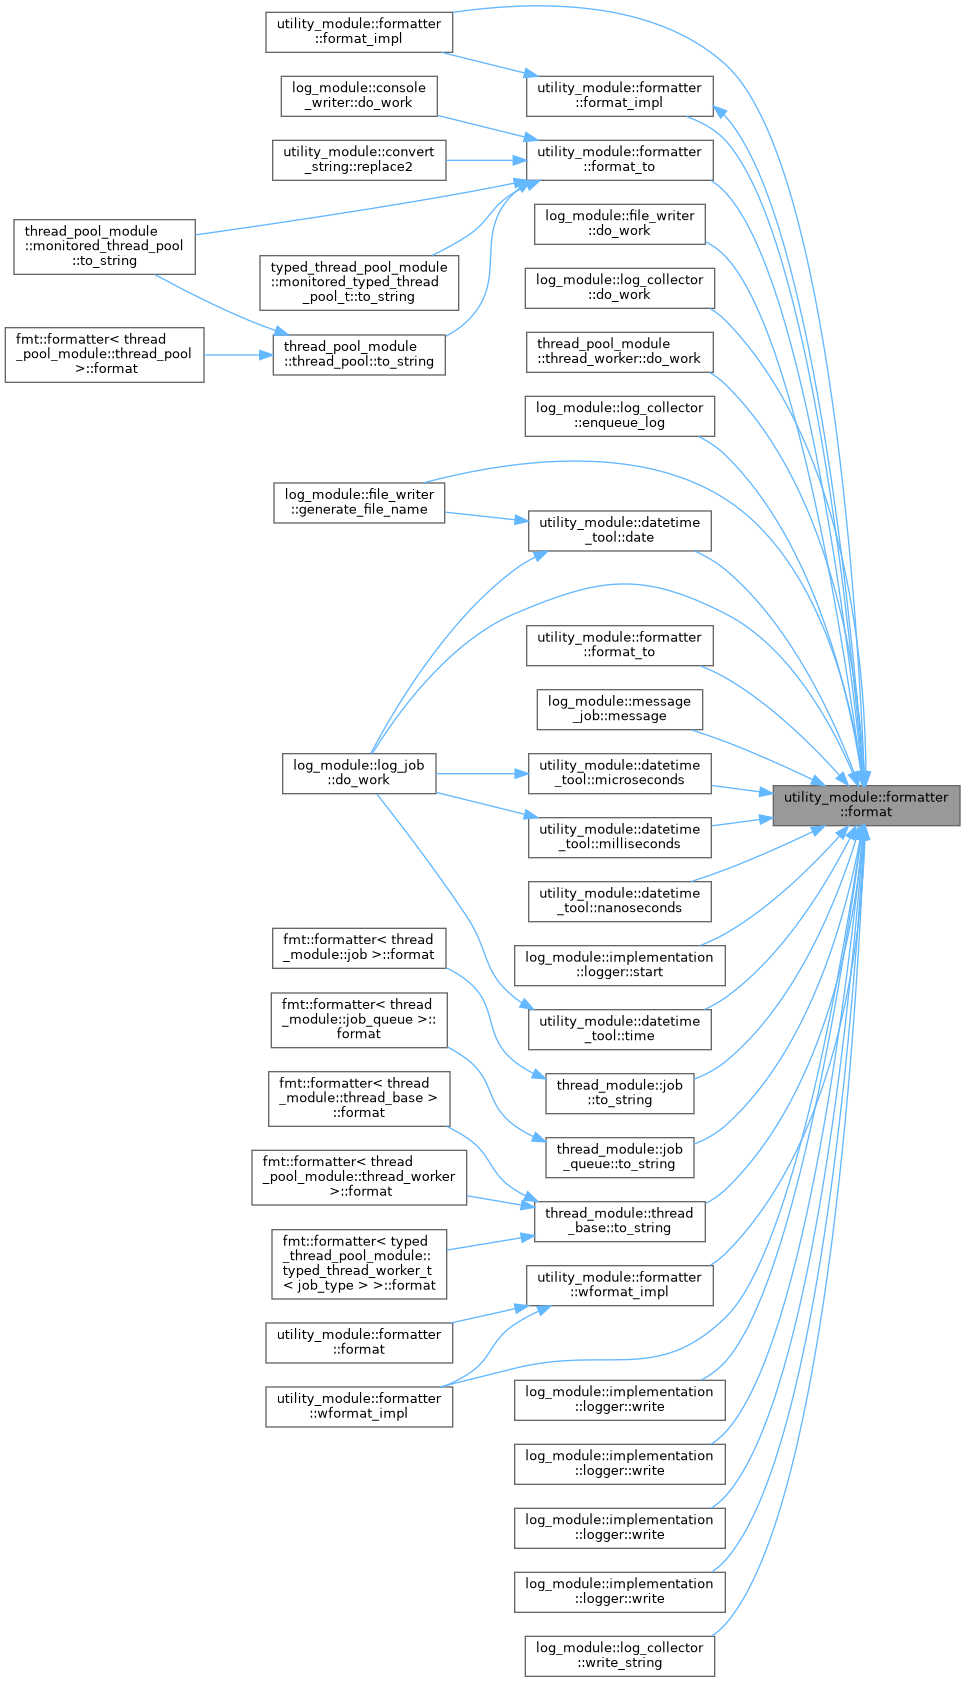 utility_module::formatter
::format_impl
utility_module::formatter
::format_impl
log_module::console
_writer::do_work
utility_module::convert
_string::replace2
utility_module::formatter
::format_to
log_module::file_writer
::do_work
thread_pool_module
::monitored_thread_pool
::to_string
typed_thread_pool_module
::monitored_typed_thread
_pool_t::to_string
log_module::log_collector
::do_work
fmt::formatter< thread
_pool_module::thread_pool
>::format
thread_pool_module
::thread_pool::to_string
thread_pool_module
::thread_worker::do_work
log_module::log_collector
::enqueue_log
log_module::file_writer
::generate_file_name
utility_module::datetime
_tool::date
utility_module::formatter
::format_to
log_module::message
_job::message
log_module::log_job
::do_work
utility_module::datetime
_tool::microseconds
utility_module::formatter
::format
utility_module::datetime
_tool::milliseconds
utility_module::datetime
_tool::nanoseconds
fmt::formatter< thread
_module::job >::format
log_module::implementation
::logger::start
fmt::formatter< thread
_module::job_queue >::
format
utility_module::datetime
_tool::time
fmt::formatter< thread
_module::thread_base >
::format
thread_module::job
::to_string
thread_module::job
_queue::to_string
fmt::formatter< thread
_pool_module::thread_worker
>::format
thread_module::thread
_base::to_string
fmt::formatter< typed
_thread_pool_module::
typed_thread_worker_t
< job_type > >::format
utility_module::formatter
::wformat_impl
utility_module::formatter
::format
utility_module::formatter
::wformat_impl
log_module::implementation
::logger::write
log_module::implementation
::logger::write
log_module::implementation
::logger::write
log_module::implementation
::logger::write
log_module::log_collector
::write_string